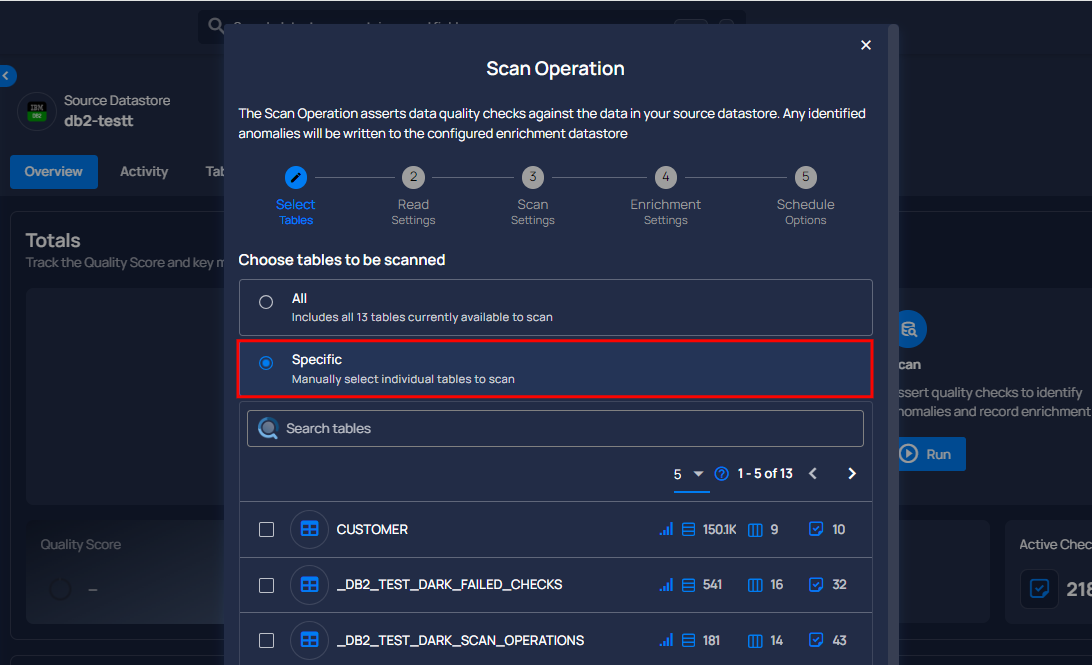 Scan Operation
Source Datastore
db2-testt
The Scan Operation asserts data quality checks against the data in your source datastore. Any identified
anomalies will be written to the configured enrichment datastore
Overview
Activity
2
3
4
5
Select
Tables
Read
Settings
Scan
Settings
Enrichment
Settings
Schedule
Options
Totals
Track the Quality Score and key
Choose tables to be scanned
All
Includes all 13 tables currently available to scan
Specific
Manually select individual tables to scan
ssert quality checks to identify
nomalies and record enrichment
Search tables
Run
5
1 - 5 of 13
CUSTOMER
150.1K
9
10
Quality Score
–
Active Chec
218
_DB2_TEST_DARK_FAILED_CHECKS
541
16
32
_DB2_TEST_DARK_SCAN_OPERATIONS
181
14
43